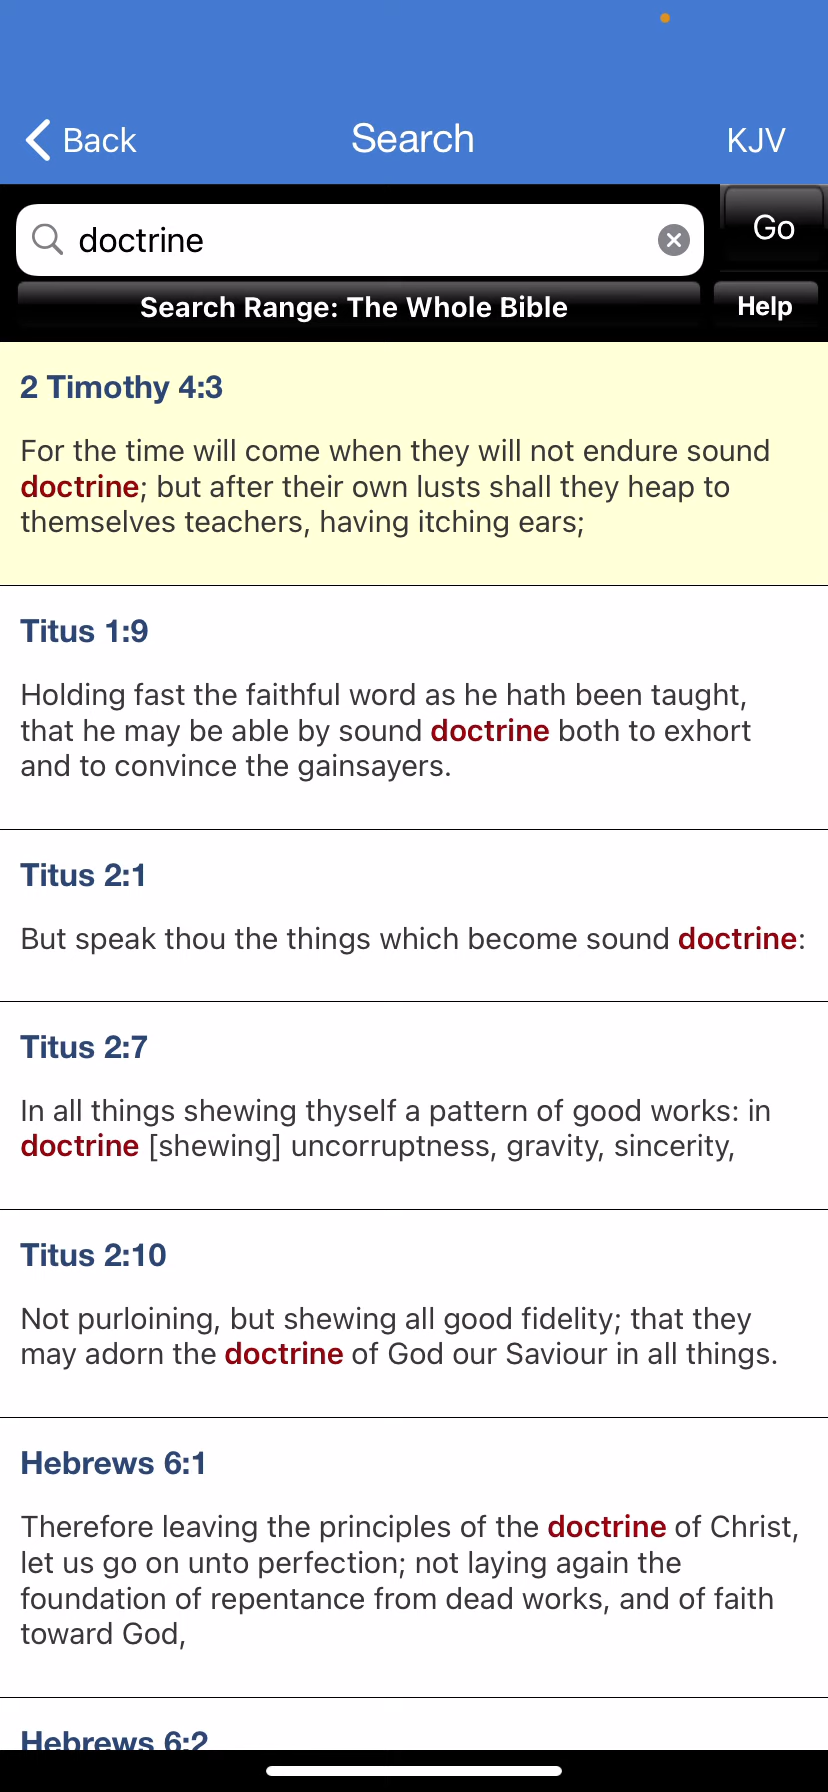 Back
Search
KJV
doctrine
Go
Search Range: The Whole Bible
Help
2 Timothy 4:3
For the time will come when they will not endure sound
doctrine; but after their own lusts shall they heap to
themselves teachers, having itching ears;
Titus 1:9
Holding fast the faithful word as he hath been taught,
that he may be able by sound doctrine both to exhort
and to convince the gainsayers.
Titus 2:1
But speak thou the things which become sound doctrine:
Titus 2:7
In all things shewing thyself a pattern of good works: in
doctrine [shewing] uncorruptness, gravity, sincerity,
Titus 2:10
Not purloining, but shewing all good fidelity; that they
may adorn the doctrine of God our Saviour in all things.
Hebrews 6:1
Therefore leaving the principles of the doctrine of Christ,
let us go on unto perfection; not laying again the
foundation of repentance from dead works, and of faith
toward God,
Hebrews 6:2